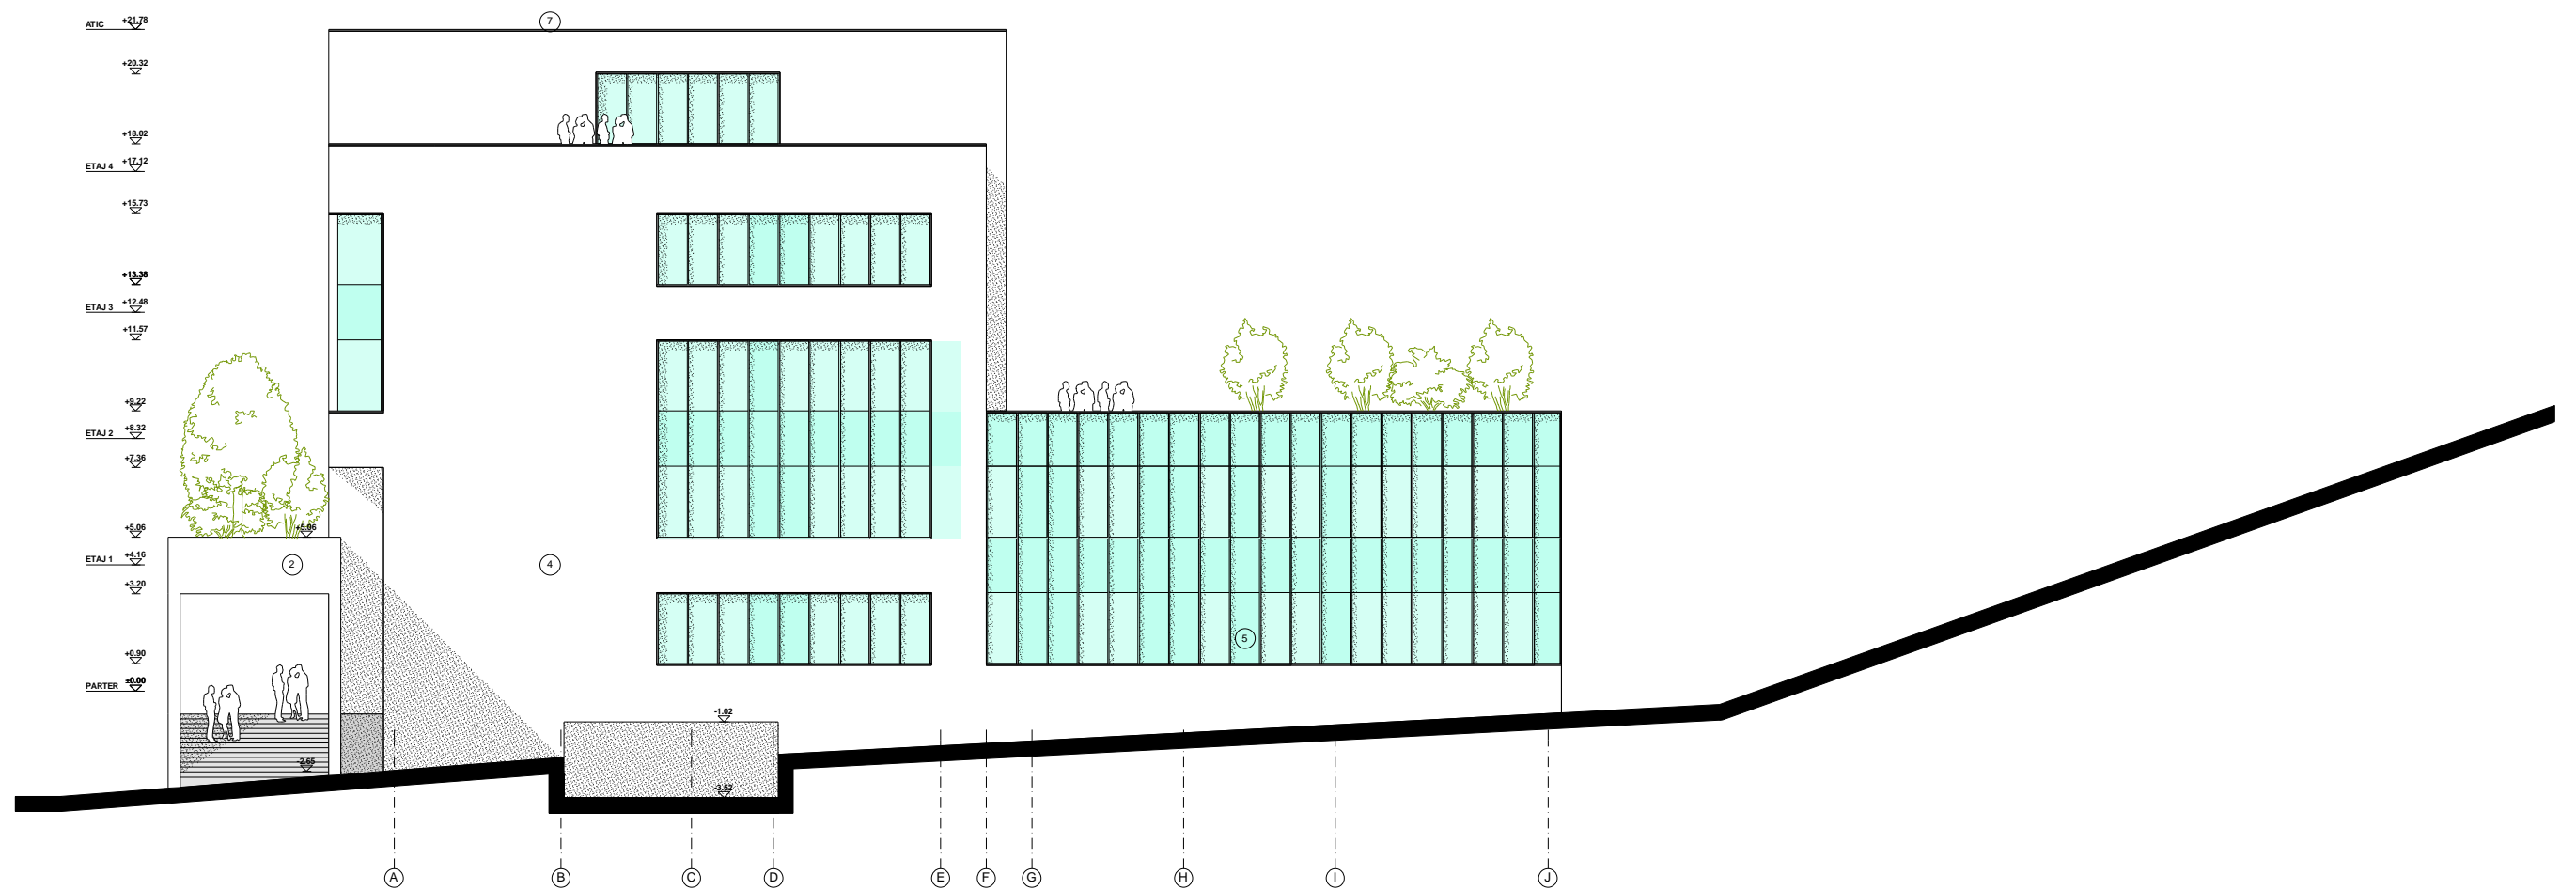 ATIC +21.78
7
+20.32
+18.02
ETAJ 4 +17.12
+15.73
+13.38
ETAJ 3 +12.48
+11.57
+9.22
ETAJ 2 +8.32
+7.36
+5.06
+5.06
ETAJ 1 +4.16
2
4
+3.20
5
+0.90
PARTER ±0.00
-1.02
-2.65
-3.52
A
B
C
D
E
F
G
H
I
J